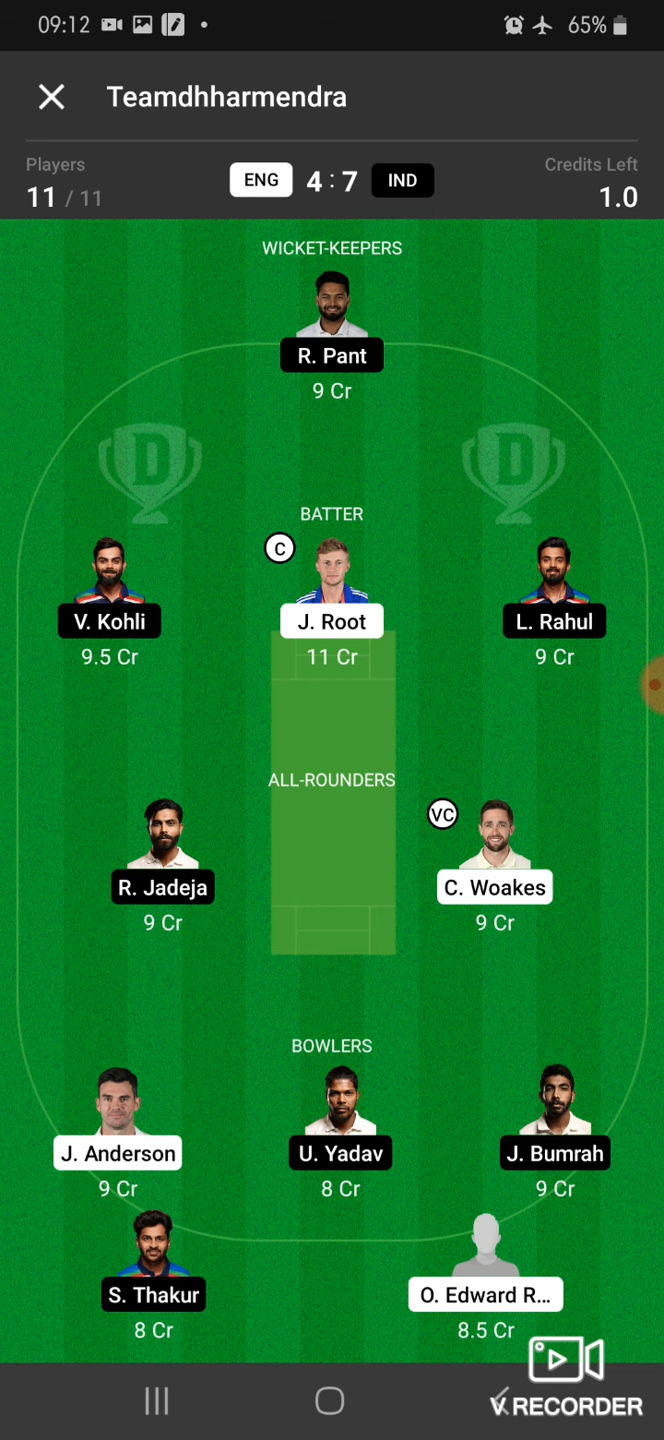 09:12
65%
Teamdhharmendra
Players
Credits Left
11 / 11
ENG 4 : 7 IND
1.0
WICKET-KEEPERS
R. Pant
9 Cr
D D
BATTER
C
V. Kohli J. Root L. Rahul
9.5 Cr 11 Cr 9 Cr
ALL-ROUNDERS
VC
R. Jadeja C. Woakes
9 Cr 9 Cr
BOWLERS
J. Anderson U. Yadav J. Bumrah
9 Cr 8 Cr 9 Cr
S. Thakur O. Edward R...
8 Cr 8.5 Cr
V.RECORDER